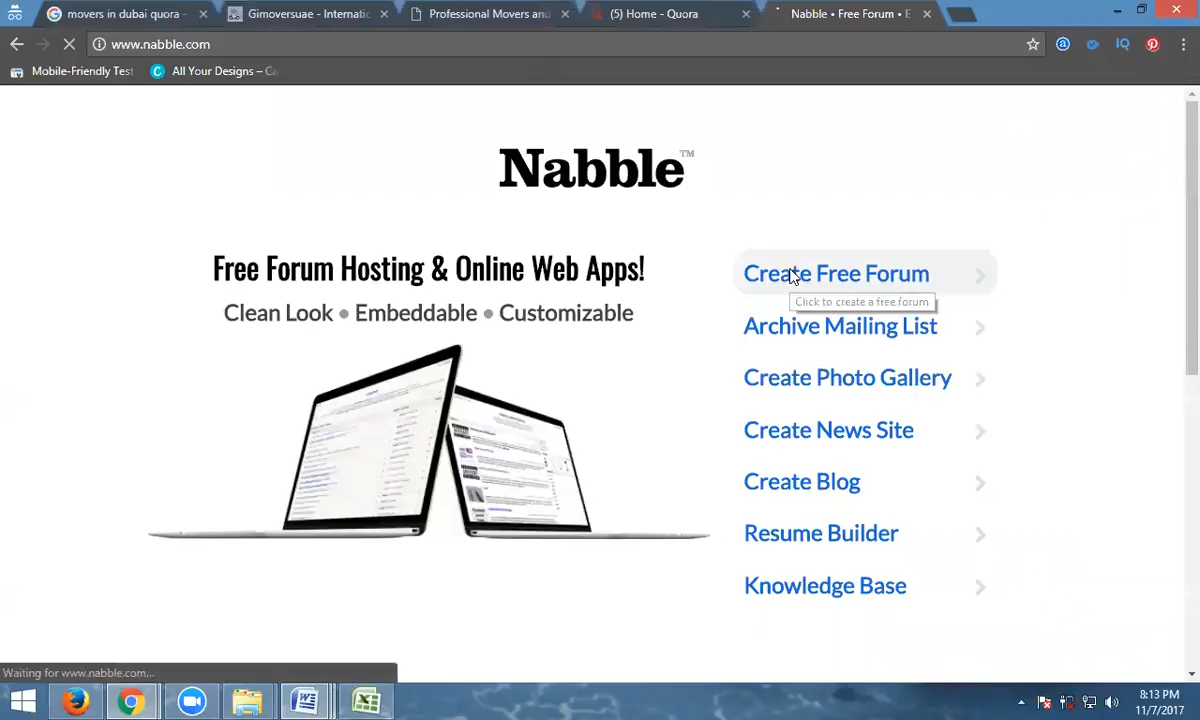 movers in dubai quora -
Gimoversuae - Internatic
Professional Movers and
(5) Home - Quora
Nabble • Free Forum • E
www.nabble.com
Mobile-Friendly Test
All Your Designs – Ca
Nabble™
Free Forum Hosting & Online Web Apps!
Clean Look • Embeddable • Customizable
Create Free Forum
Click to create a free forum
Archive Mailing List
Create Photo Gallery
Create News Site
Create Blog
Resume Builder
Knowledge Base
Waiting for www.nabble.com...
8:13 PM
11/7/2017